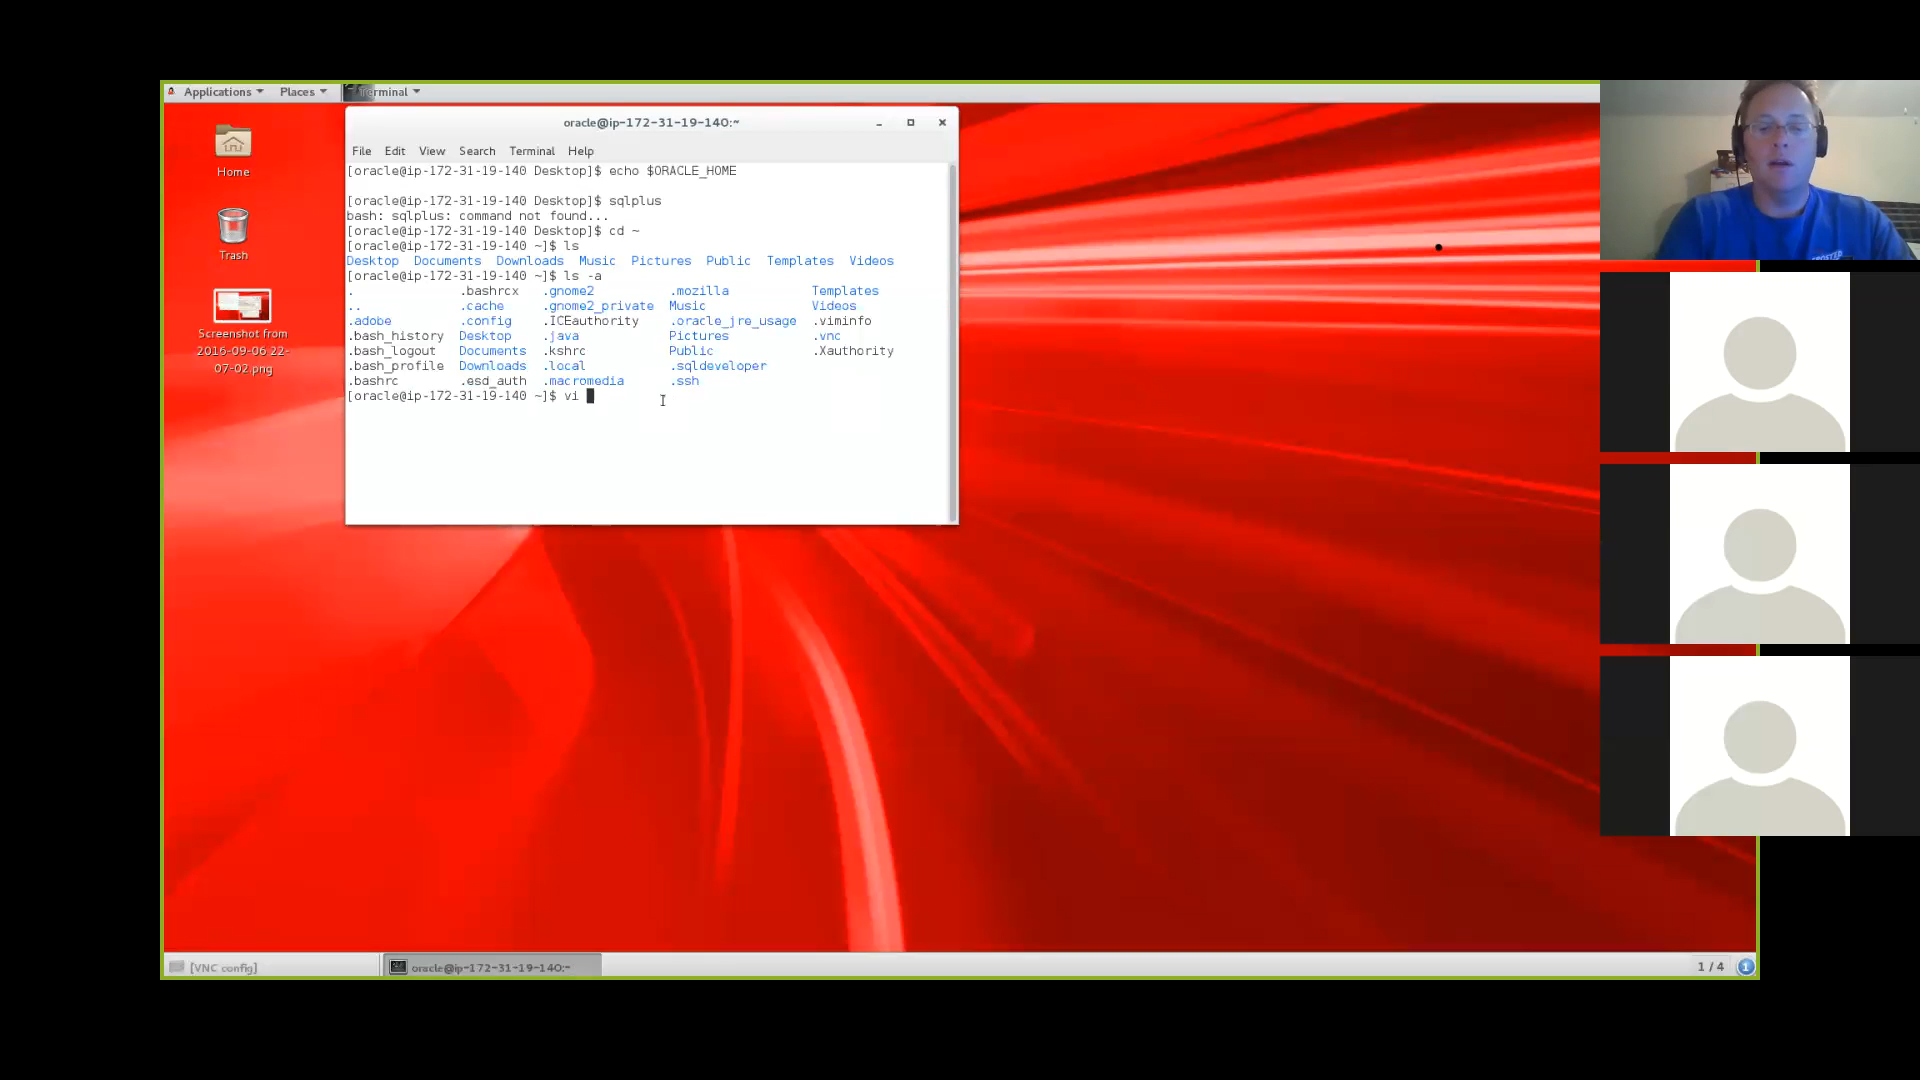 Applications Places Terminal
Home
Trash
Screenshot from
2016-09-06 22-
07-02.png
oracle@ip-172-31-19-140:~
File Edit View Search Terminal Help
[oracle@ip-172-31-19-140 Desktop]$ echo $ORACLE_HOME
[oracle@ip-172-31-19-140 Desktop]$ sqlplus
bash: sqlplus: command not found...
[oracle@ip-172-31-19-140 Desktop]$ cd ~
[oracle@ip-172-31-19-140 ~]$ ls
Desktop Documents Downloads Music Pictures Public Templates Videos
[oracle@ip-172-31-19-140 ~]$ ls -a
. .bashrcx .gnome2 .mozilla Templates
.. .cache .gnome2_private Music Videos
.adobe .config .ICEauthority .oracle_jre_usage .viminfo
.bash_history Desktop .java Pictures .vnc
.bash_logout Documents .kshrc Public .Xauthority
.bash_profile Downloads .local .sqldeveloper
.bashrc .esd_auth .macromedia .ssh
[oracle@ip-172-31-19-140 ~]$ vi
[VNC config]
oracle@ip-172-31-19-140:~
1 / 4
1